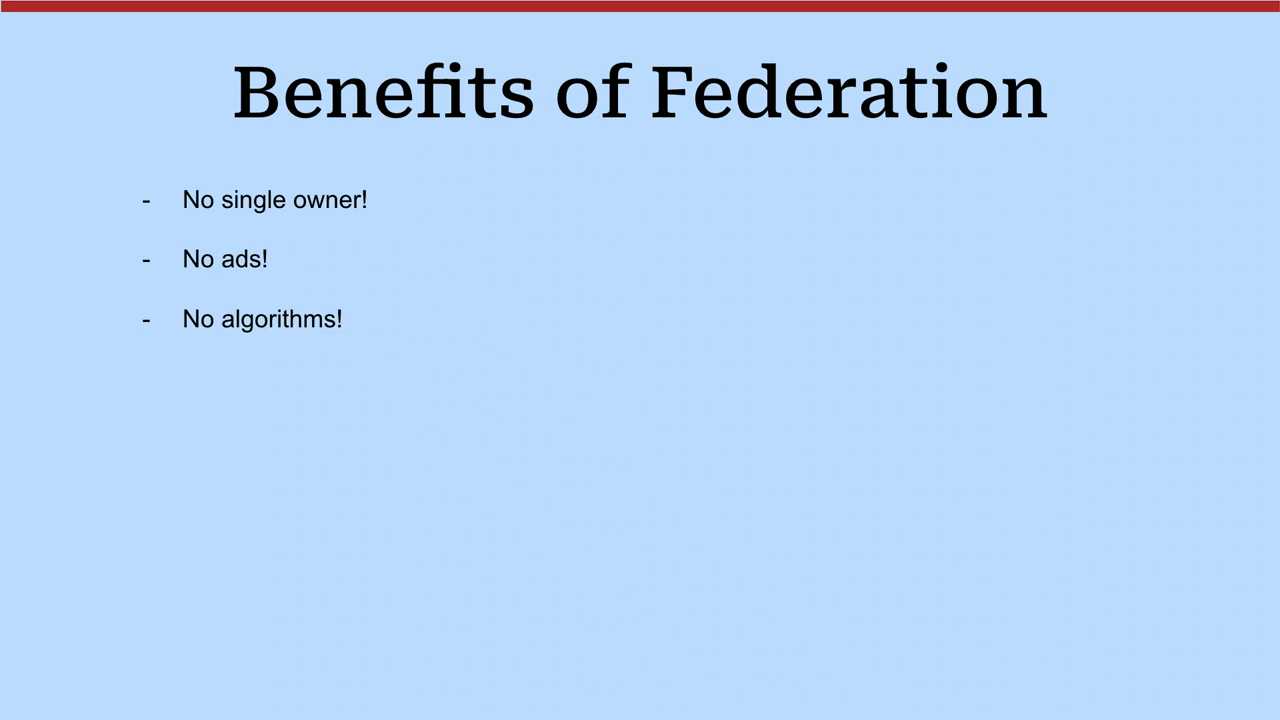 Benefits of Federation
- No single owner!
- No ads!
- No algorithms!